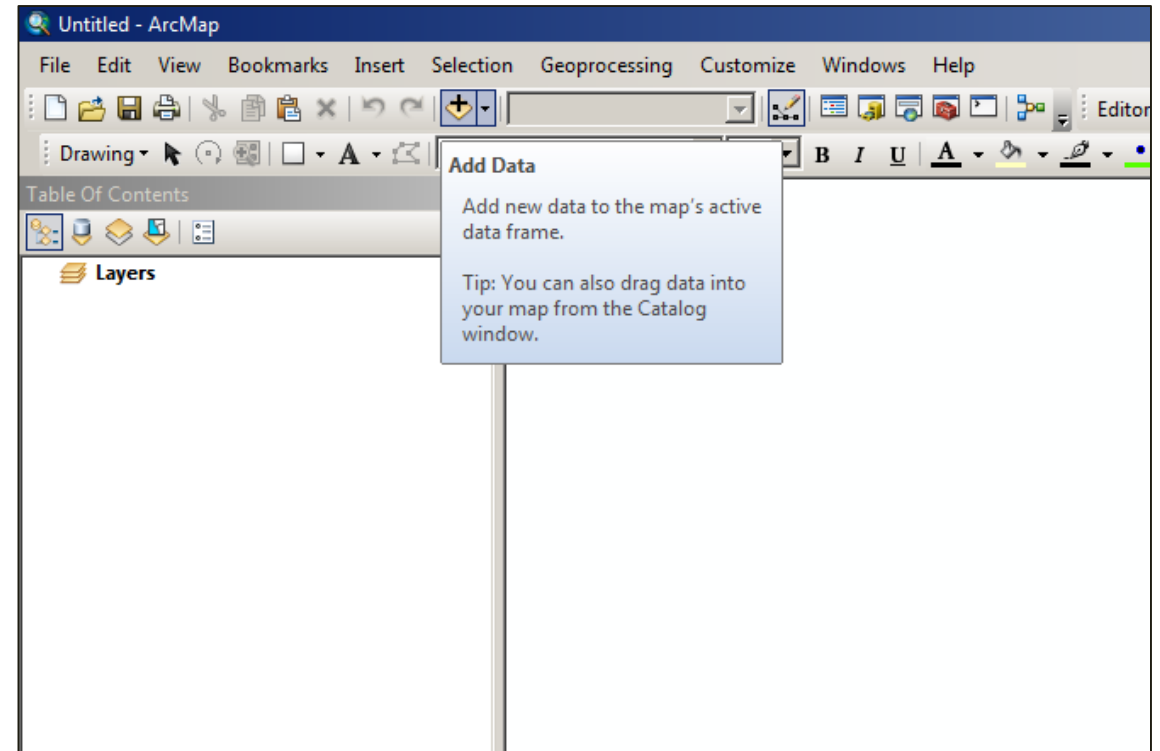 Untitled - ArcMap
File Edit View Bookmarks Insert Selection Geoprocessing Customize Windows Help
Editor
Drawing A B I U A
Table Of Contents
Layers
Add Data
Add new data to the map's active
data frame.
Tip: You can also drag data into
your map from the Catalog
window.